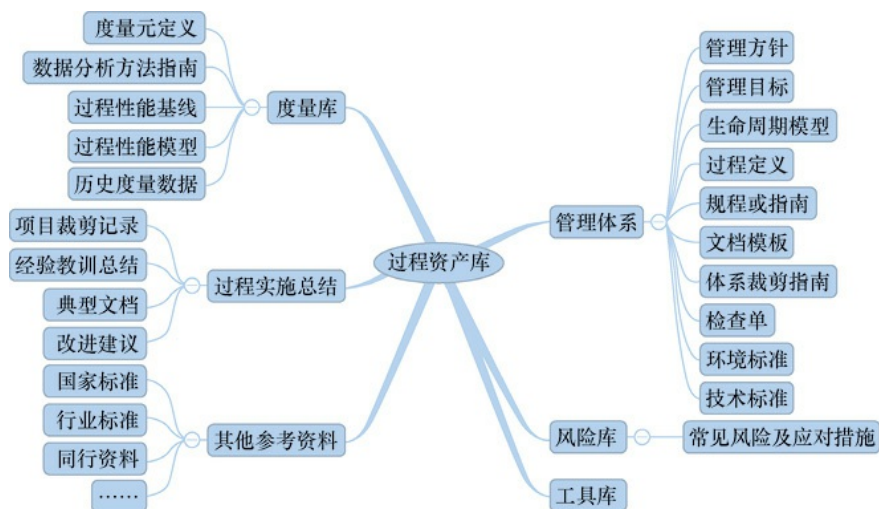 过程资产库
度量库
度量元定义
数据分析方法指南
过程性能基线
过程性能模型
历史度量数据
过程实施总结
项目裁剪记录
经验教训总结
典型文档
改进建议
其他参考资料
国家标准
行业标准
同行资料
……
管理体系
管理方针
管理目标
生命周期模型
过程定义
规程或指南
文档模板
体系裁剪指南
检查单
环境标准
技术标准
风险库
常见风险及应对措施
工具库